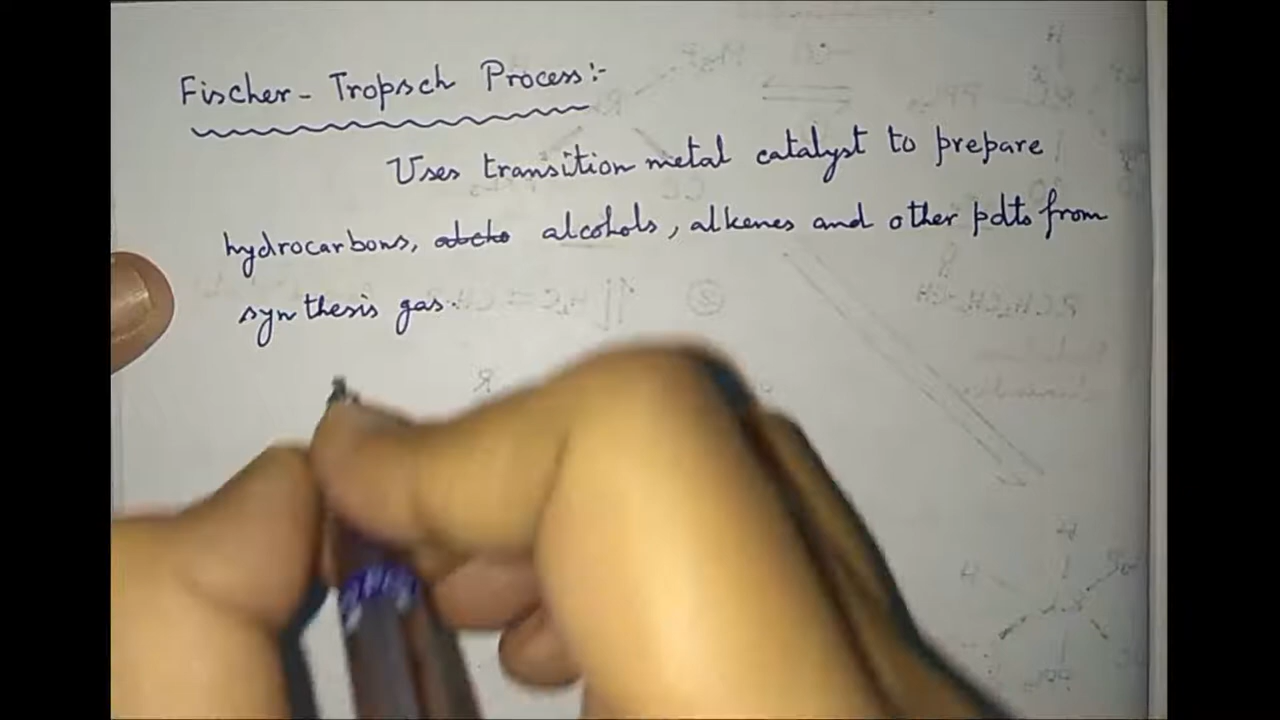 Fischer - Tropsch Process :-
Uses transition metal catalyst to prepare
hydrocarbons, alcohols, alkenes and other pdts from
synthesis gas.